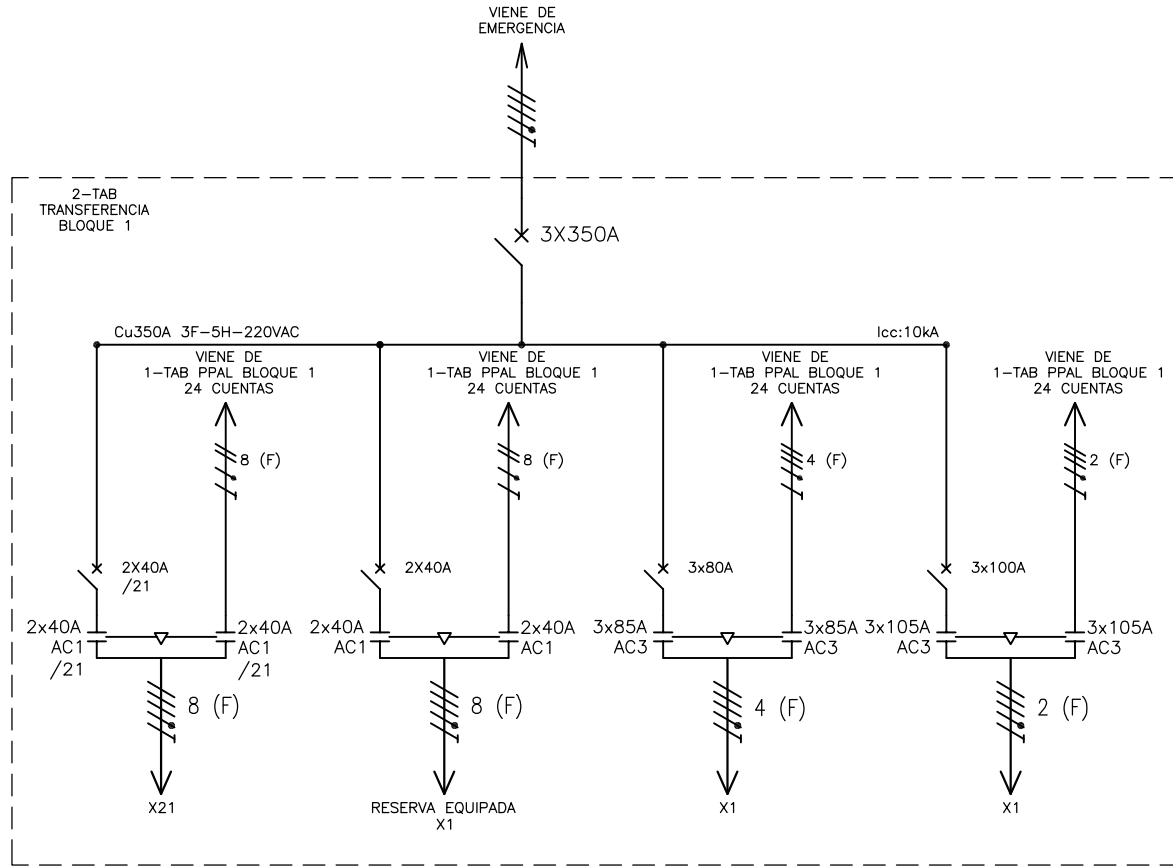 VIENE DE
EMERGENCIA
2-TAB
TRANSFERENCIA
BLOQUE 1
3X350A
Cu350A 3F-5H-220VAC
Icc:10kA
VIENE DE
1-TAB PPAL BLOQUE 1
24 CUENTAS
VIENE DE
1-TAB PPAL BLOQUE 1
24 CUENTAS
VIENE DE
1-TAB PPAL BLOQUE 1
24 CUENTAS
VIENE DE
1-TAB PPAL BLOQUE 1
24 CUENTAS
8 (F)
8 (F)
4 (F)
2 (F)
2X40A
/21
2X40A
3x80A
3x100A
2x40A
AC1
/21
2x40A
AC1
/21
2x40A
AC1
2x40A
AC1
3x85A
AC3
3x85A
AC3
3x105A
AC3
3x105A
AC3
8 (F)
8 (F)
4 (F)
2 (F)
X21
RESERVA EQUIPADA
X1
X1
X1